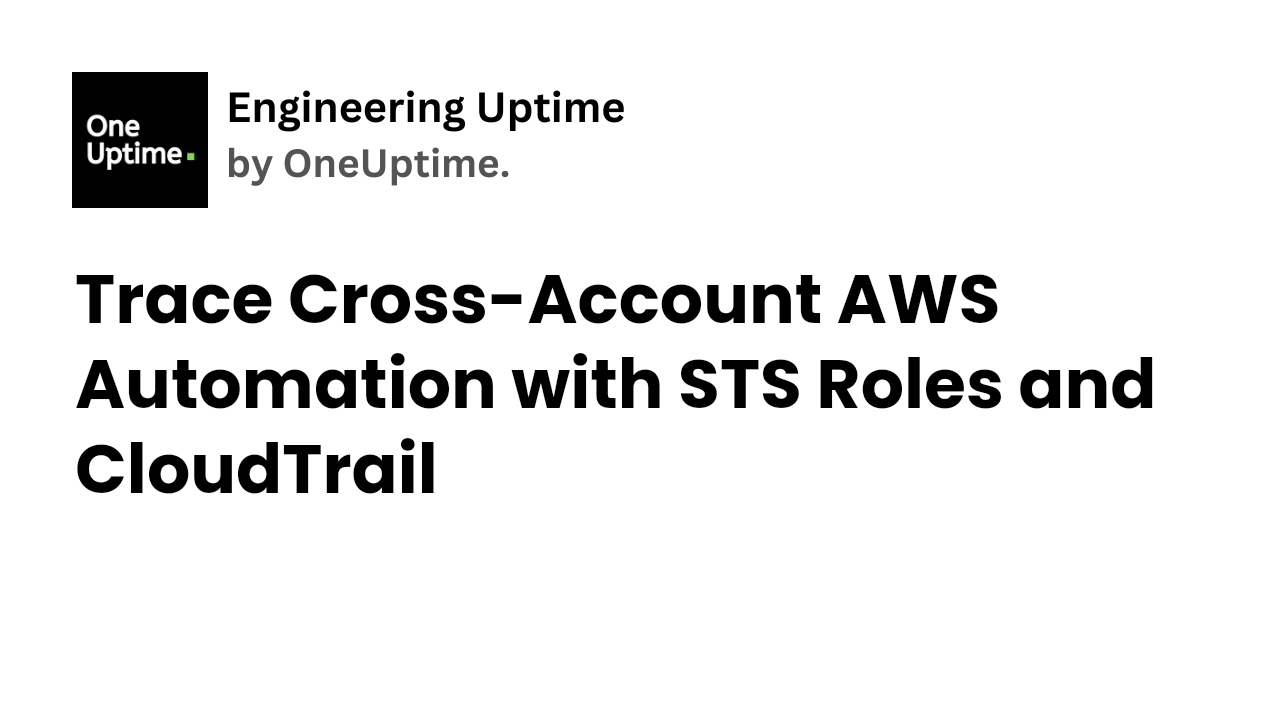 One
Uptime.
Engineering Uptime
by OneUptime.
Trace Cross-Account AWS
Automation with STS Roles and
CloudTrail